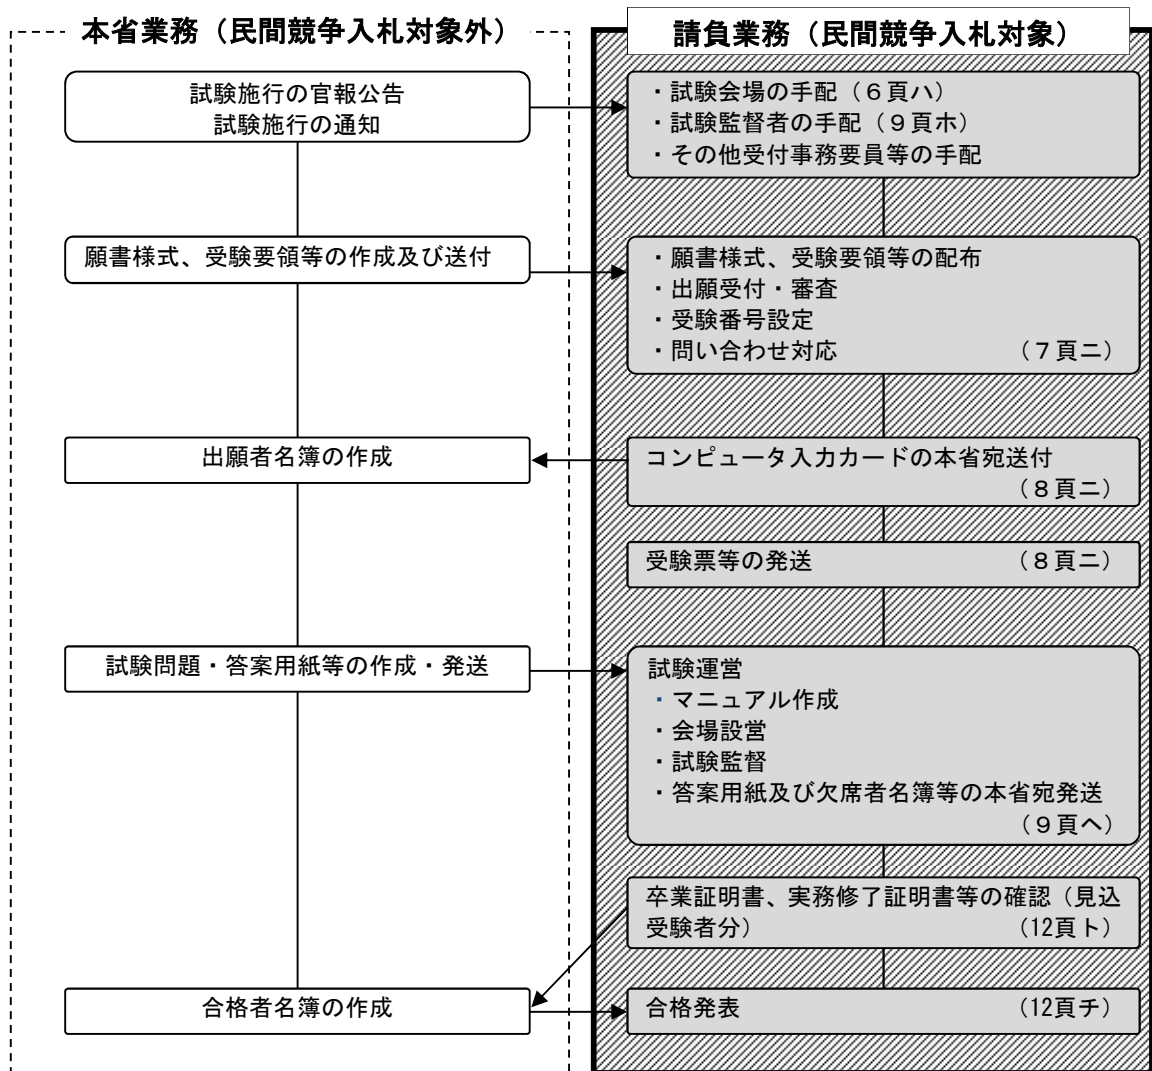 本省業務（民間競争入札対象外）
請負業務（民間競争入札対象）
試験施行の官報公告
試験施行の通知
・試験会場の手配（６頁ハ）
・試験監督者の手配（９頁ホ）
・その他受付事務要員等の手配
願書様式、受験要領等の作成及び送付
・願書様式、受験要領等の配布
・出願受付・審査
・受験番号設定
・問い合わせ対応 （７頁ニ）
出願者名簿の作成
コンピュータ入力カードの本省宛送付
（８頁ニ）
受験票等の発送 （８頁ニ）
試験問題・答案用紙等の作成・発送
試験運営
・マニュアル作成
・会場設営
・試験監督
・答案用紙及び欠席者名簿等の本省宛発送
（９頁ヘ）
卒業証明書、実務修了証明書等の確認（見込
受験者分） （12頁ト）
合格者名簿の作成
合格発表 （12頁チ）